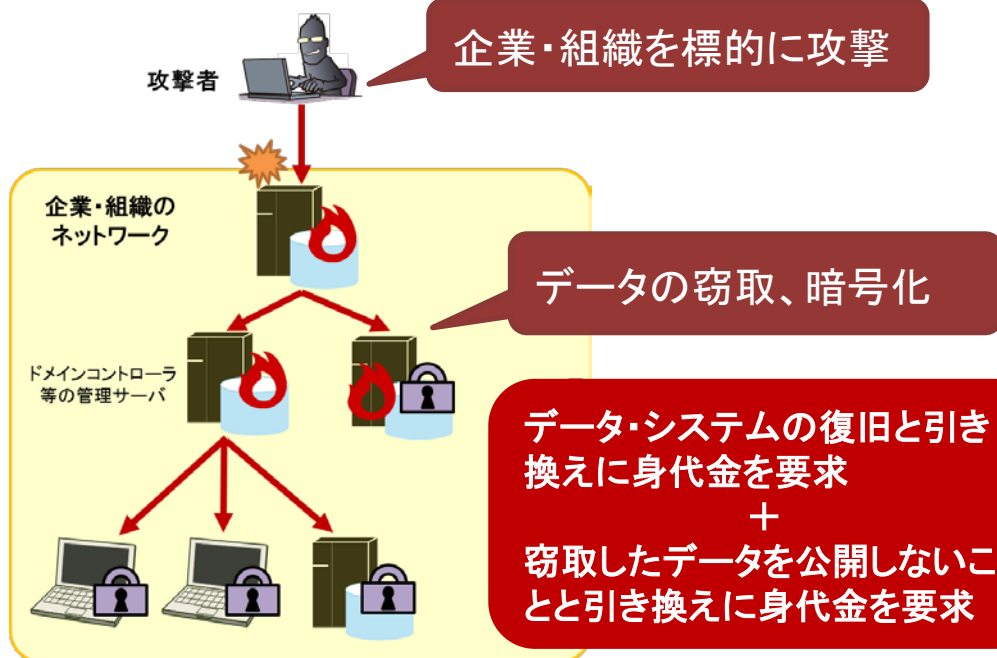 企業・組織を標的に攻撃
攻撃者
企業・組織の
ネットワーク
データの窃取、暗号化
ドメインコントローラ
等の管理サーバ
データ・システムの復旧と引き
換えに身代金を要求
＋
窃取したデータを公開しないこ
とと引き換えに身代金を要求